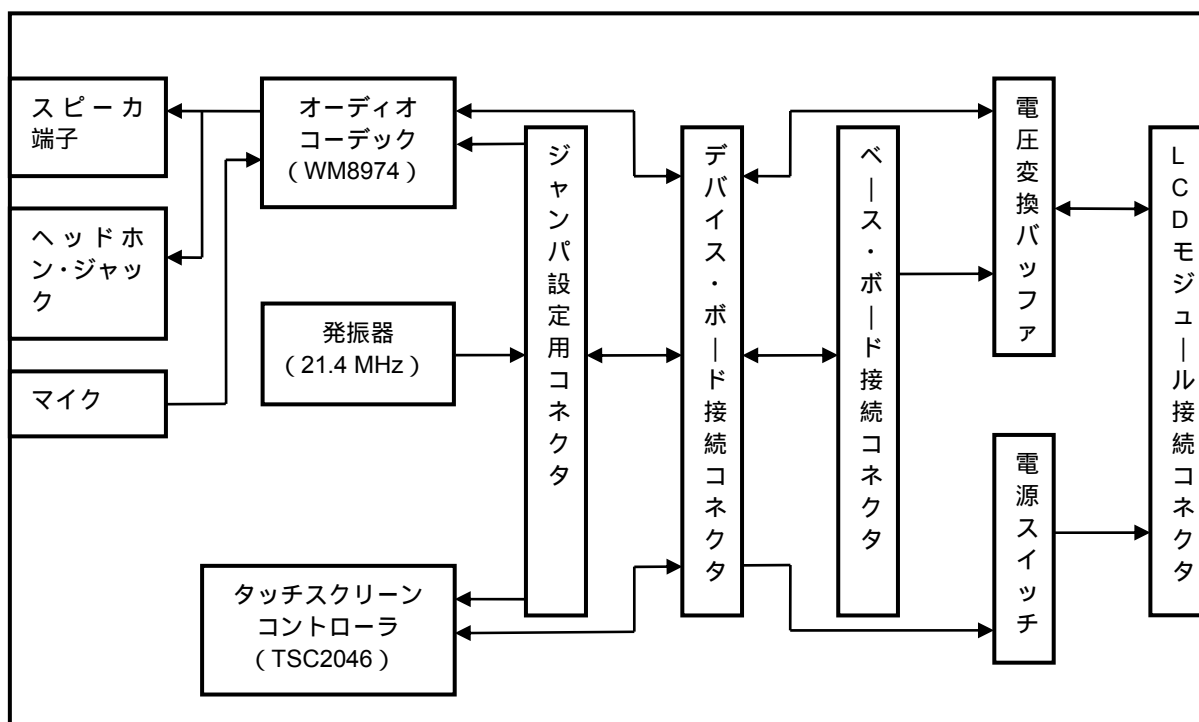 スピーカ
端子
ヘッドホ
ン・ジャッ
ク
マイク
オーディオ
コーデック
（WM8974）
発振器
（21.4 MHz）
タッチスクリーン
コントローラ
（TSC2046）
ジャンパ設定用コネクタ
デバイス・ボード接続コネクタ
ベース・ボード接続コネクタ
電圧変換バッファ
電源スイッチ
LCDモジュール接続コネクタ